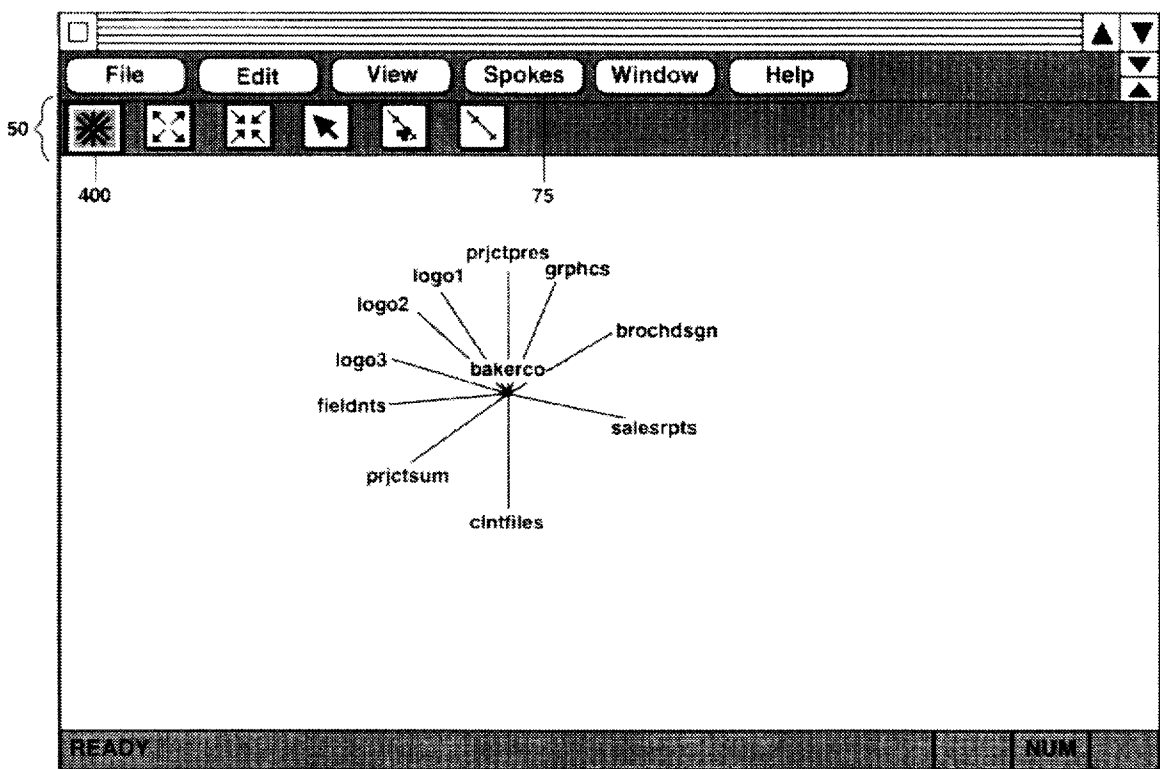 File Edit View Spokes Window Help
50
400
75
prjctpres
grphcs
logo1
logo2
brochdsgn
logo3
bakerco
fieldnts
salesrpts
prjctsum
clntfiles
READY NUM